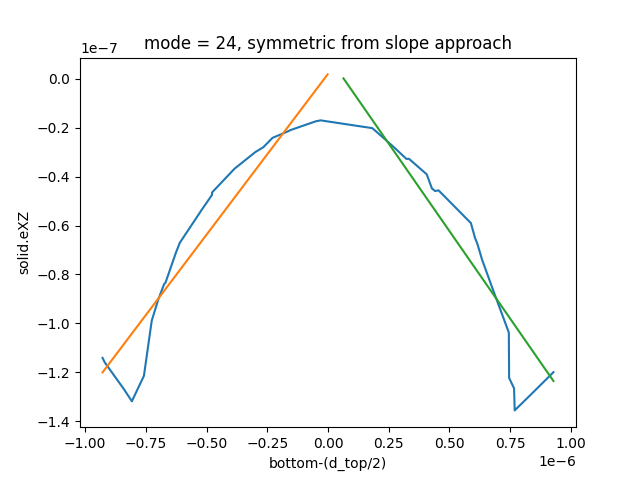 mode = 24, symmetric from slope approach
1e−7
0.0
−0.2
−0.4
−0.6
−0.8
−1.0
−1.2
−1.4
solid.eXZ
−1.00 −0.75 −0.50 −0.25 0.00 0.25 0.50 0.75 1.00
bottom-(d_top/2)
1e−6